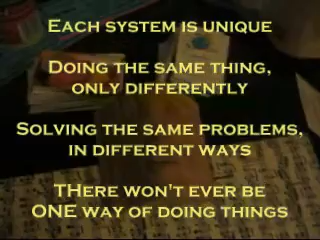 Each system is unique
Doing the same thing,
only differently
Solving the same problems,
in different ways
THere won't ever be
ONE way of doing things